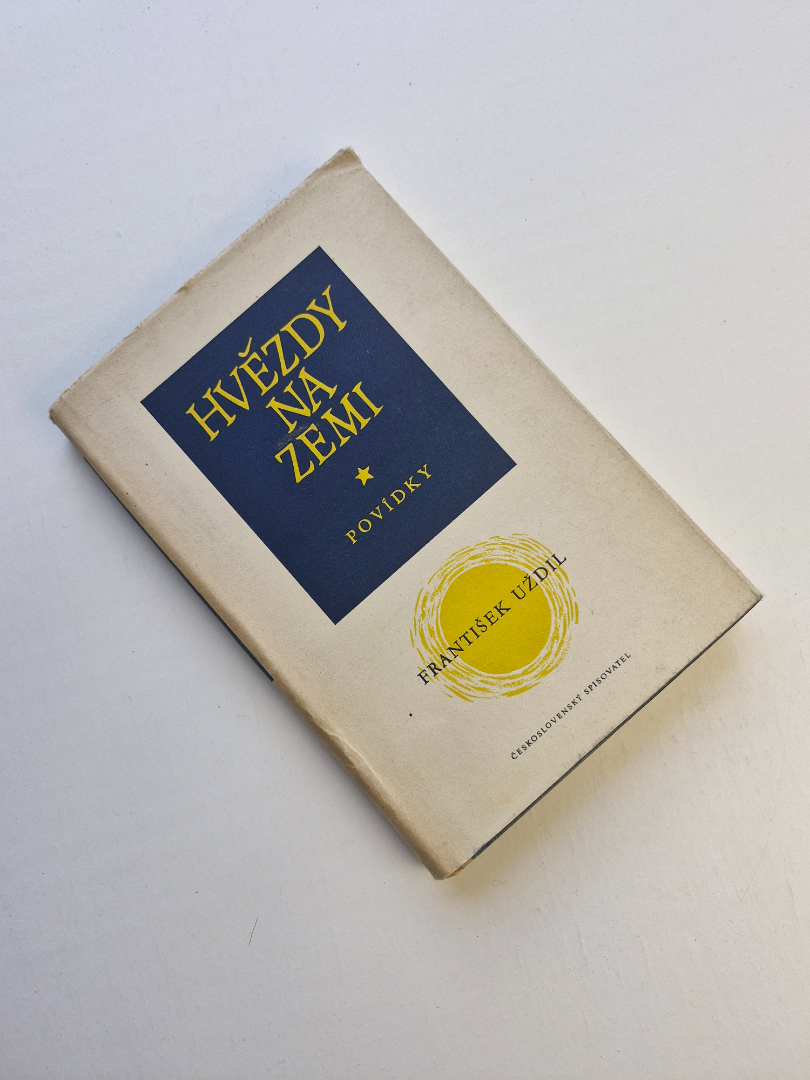 HVĚZDY
NA
ZEMI
POVÍDKY
FRANTIŠEK UŽDIL
ČESKOSLOVENSKÝ SPISOVATEL